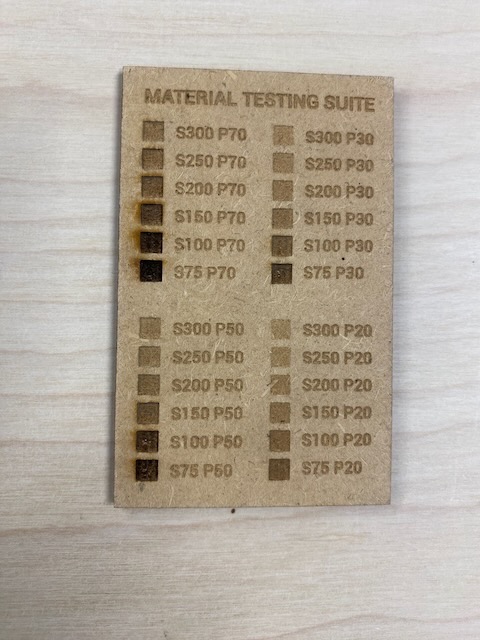 MATERIAL TESTING SUITE
S300 P70
S250 P70
S200 P70
S150 P70
S100 P70
S75 P70
S300 P30
S250 P30
S200 P30
S150 P30
S100 P30
S75 P30
S300 P50
S250 P50
S200 P50
S150 P50
S100 P50
S75 P50
S300 P20
S250 P20
S200 P20
S150 P20
S100 P20
S75 P20